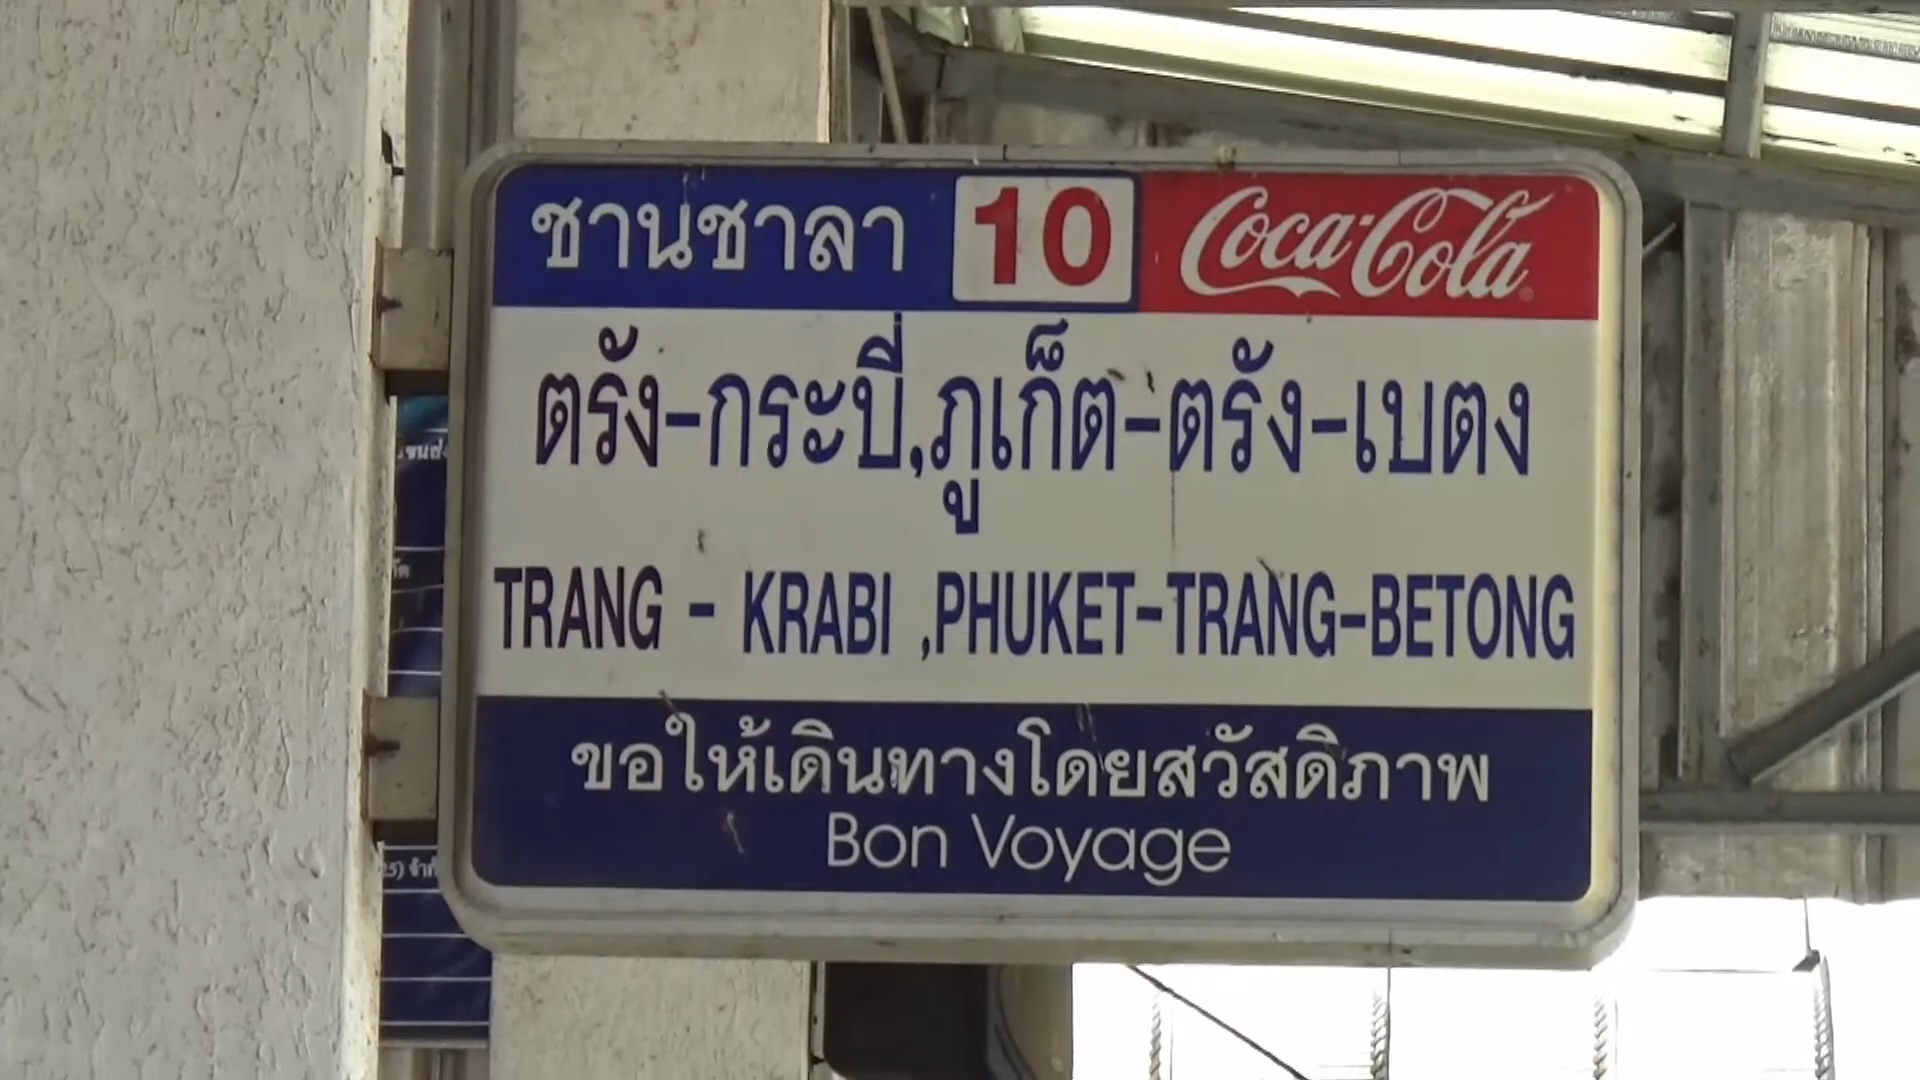 ชานชาลา 10 Coca-Cola
ตรัง-กระบี่,ภูเก็ต-ตรัง-เบตง
TRANG - KRABI ,PHUKET-TRANG-BETONG
ขอให้เดินทางโดยสวัสดิภาพ
Bon Voyage